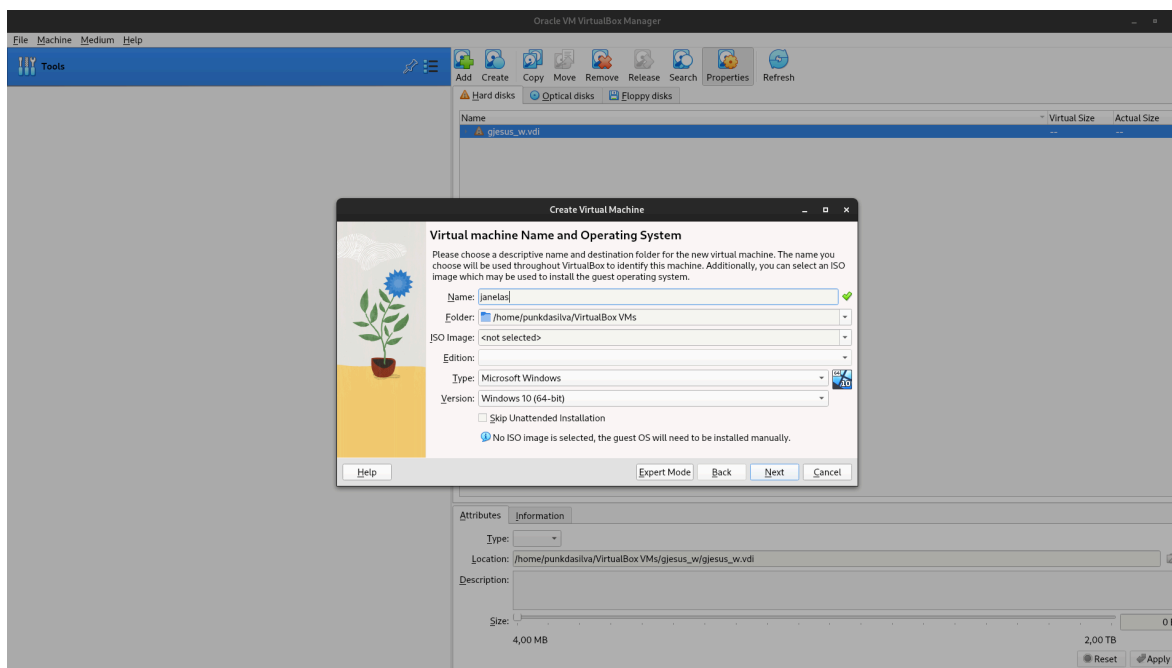 Oracle VM VirtualBox Manager
File Machine Medium Help
Tools
Add Create Copy Move Remove Release Search Properties Refresh
Hard disks Optical disks Floppy disks
Name Virtual Size Actual Size
gjesus_w.vdi -- --
Create Virtual Machine
Virtual machine Name and Operating System
Please choose a descriptive name and destination folder for the new virtual machine. The name you
choose will be used throughout VirtualBox to identify this machine. Additionally, you can select an ISO
image which may be used to install the guest operating system.
Name: janelas
Folder: /home/punkdasilva/VirtualBox VMs
ISO Image: <not selected>
Edition:
Type: Microsoft Windows
64
10
Version: Windows 10 (64-bit)
Skip Unattended Installation
No ISO image is selected, the guest OS will need to be installed manually.
Help Expert Mode Back Next Cancel
Attributes Information
Type:
Location: /home/punkdasilva/VirtualBox VMs/gjesus_w/gjesus_w.vdi
Description:
Size:
4,00 MB 2,00 TB
Reset Apply